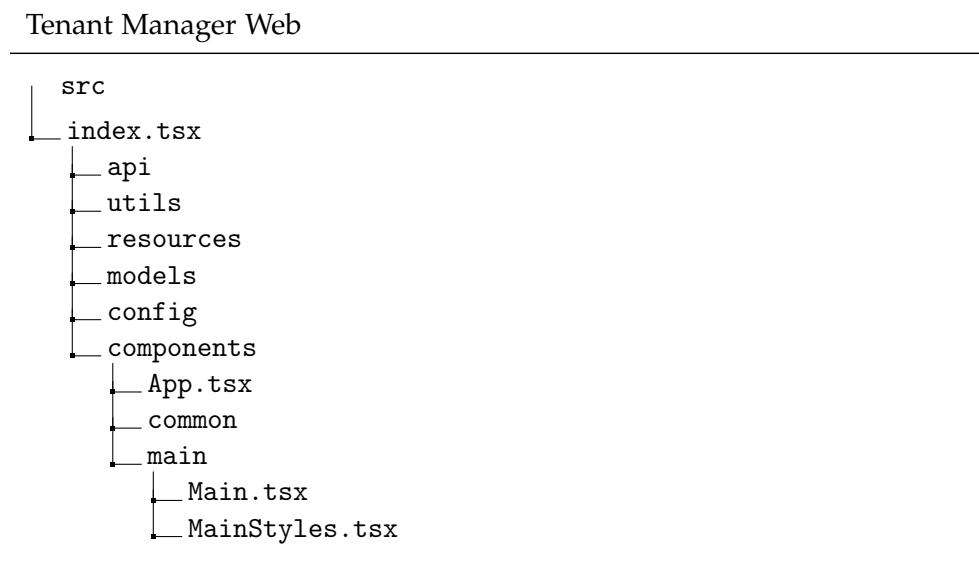 Tenant Manager Web
src
index.tsx
api
utils
resources
models
config
components
App.tsx
common
main
Main.tsx
MainStyles.tsx